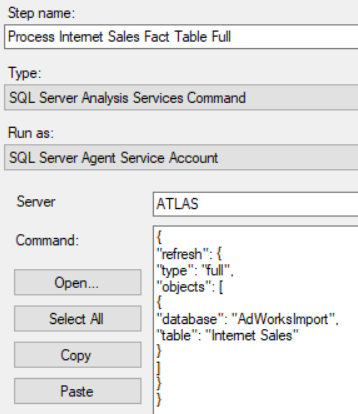 Step name:
Process Internet Sales Fact Table Full
Type:
SQL Server Analysis Services Command
Run as:
SQL Server Agent Service Account
Server
ATLAS
Command:
Open...
Select All
Copy
Paste
{
"refresh": {
"type": "full",
"objects": [
{
"database": "AdWorksImport",
"table": "Internet Sales"
}
]
}
}